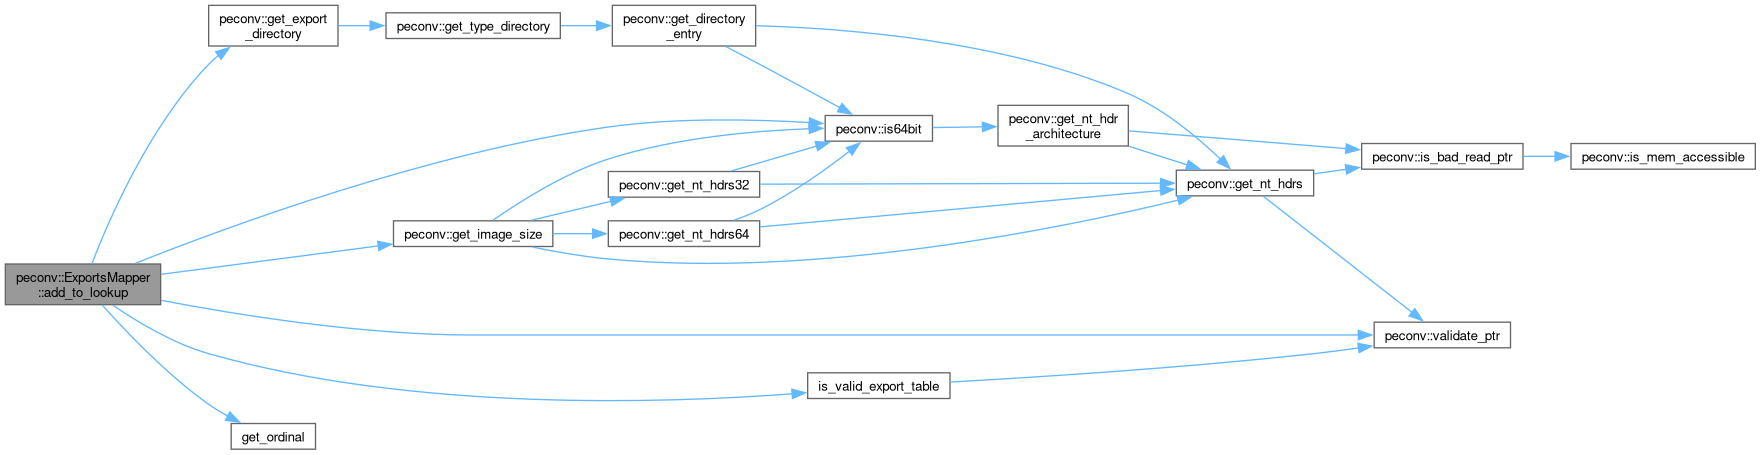 peconv::get_export
_directory
peconv::get_type_directory
peconv::get_directory
_entry
peconv::is64bit
peconv::get_nt_hdr
_architecture
peconv::is_bad_read_ptr
peconv::is_mem_accessible
peconv::get_nt_hdrs32
peconv::get_nt_hdrs
peconv::get_image_size
peconv::get_nt_hdrs64
peconv::ExportsMapper
::add_to_lookup
peconv::validate_ptr
is_valid_export_table
get_ordinal